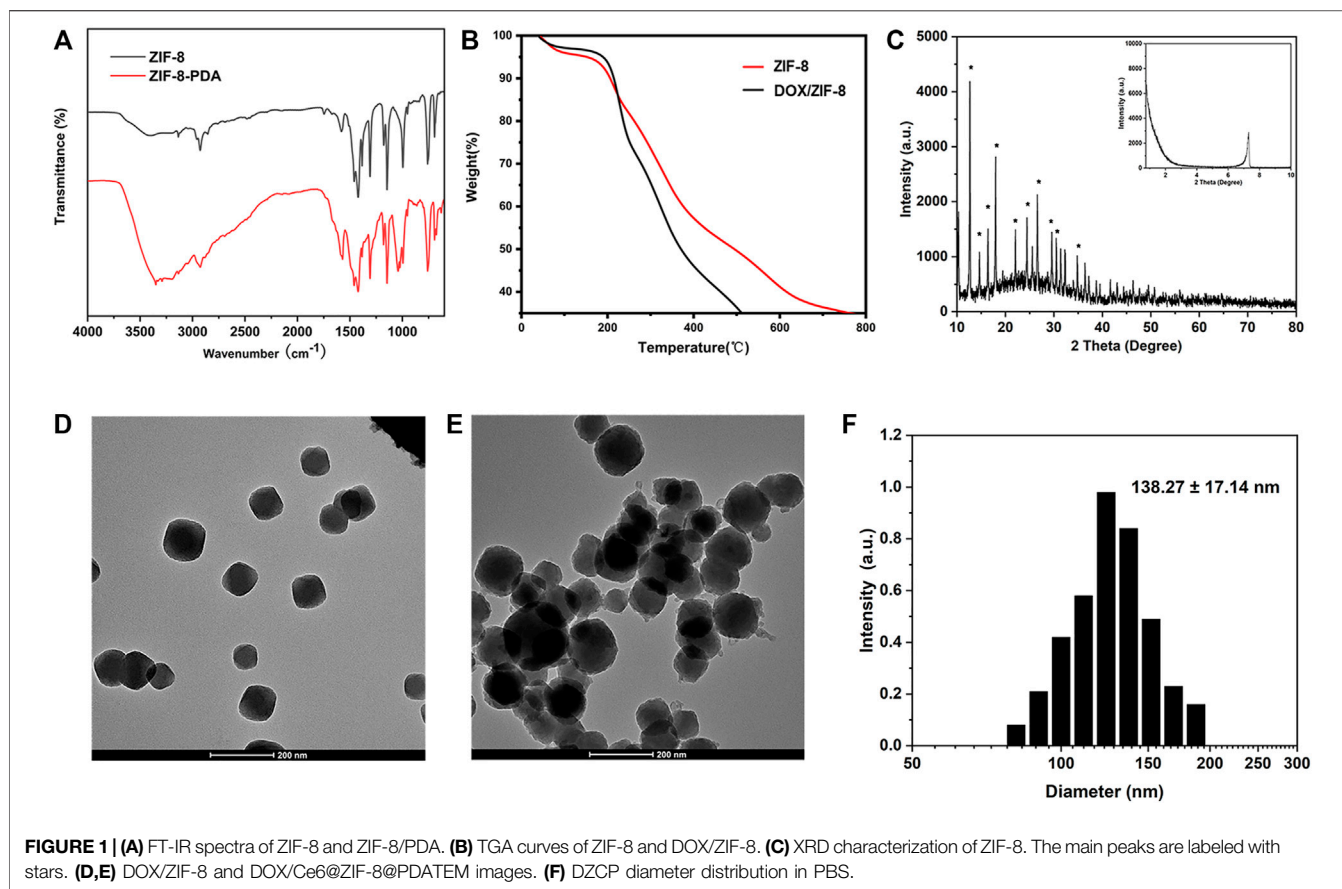 A
ZIF-8
ZIF-8-PDA
Transmittance (%)
4000 3500 3000 2500 2000 1500 1000
Wavenumber (cm-1)
B
ZIF-8
DOX/ZIF-8
Weight(%)
100
90
80
70
60
50
40
0 200 400 600 800
Temperature(℃)
C
Intensity (a.u.)
5000
4000
3000
2000
1000
0
10 20 30 40 50 60 70 80
2 Theta (Degree)
* * * * * * * * * * *
Intensity (a.u.)
10000
8000
6000
4000
2000
0
2 4 6 8 10
2 Theta (Degree)
D
200 nm
E
200 nm
F
138.27 ± 17.14 nm
Intensity (a.u.)
1.2
1.0
0.8
0.6
0.4
0.2
0.0
50 100 150 200 250 300
Diameter (nm)
FIGURE 1 | (A) FT-IR spectra of ZIF-8 and ZIF-8/PDA. (B) TGA curves of ZIF-8 and DOX/ZIF-8. (C) XRD characterization of ZIF-8. The main peaks are labeled with
stars. (D,E) DOX/ZIF-8 and DOX/Ce6@ZIF-8@PDATEM images. (F) DZCP diameter distribution in PBS.